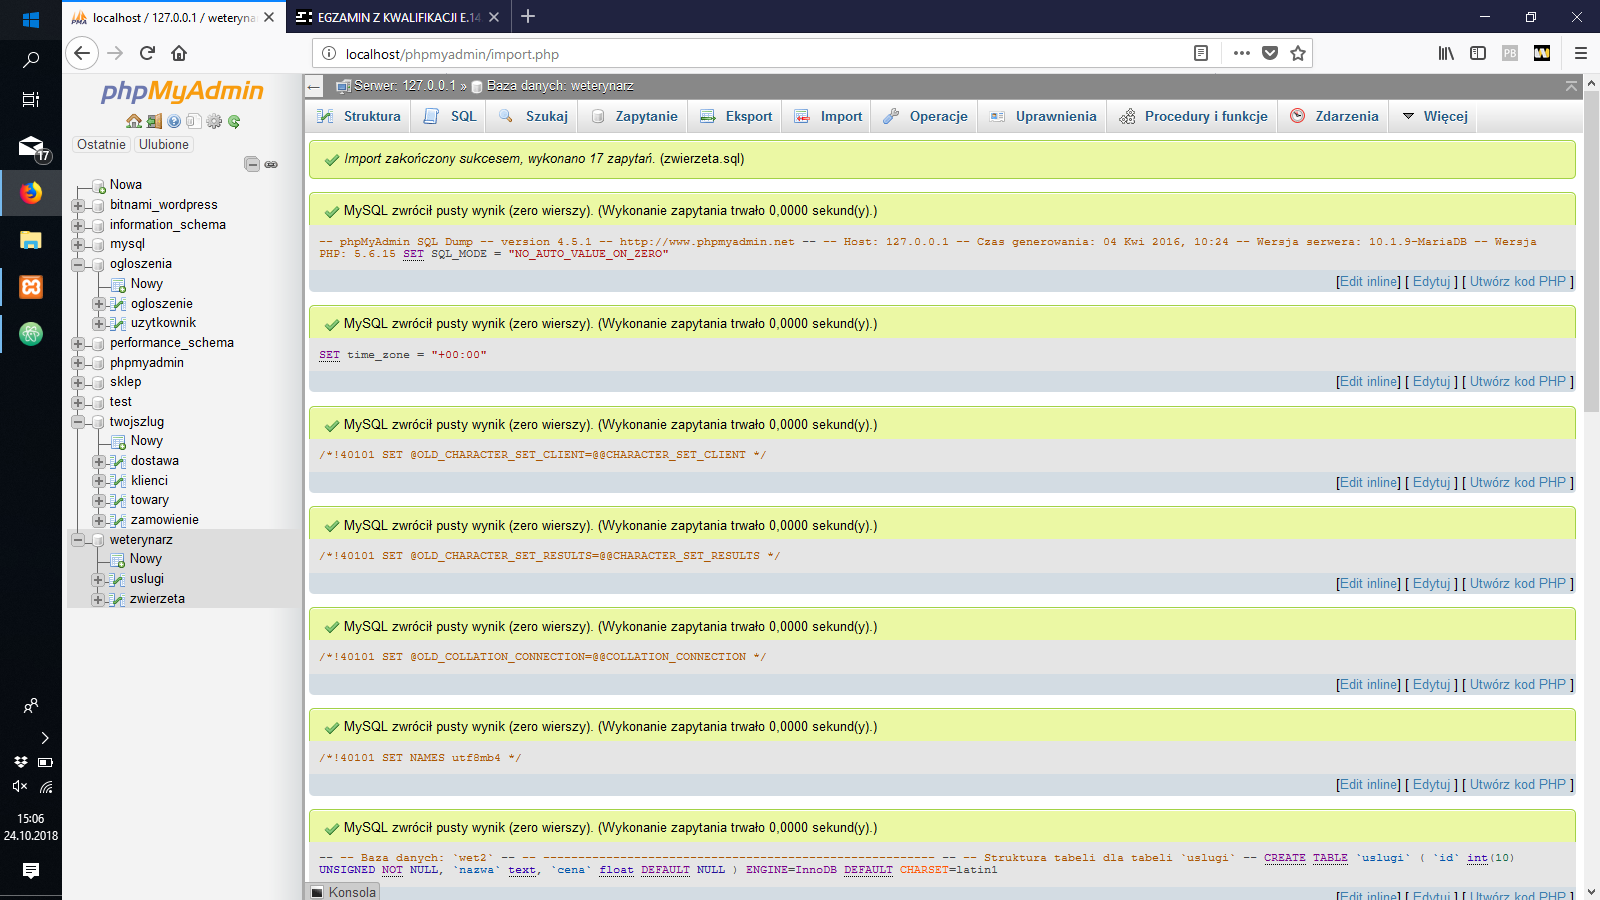 localhost / 127.0.0.1 / weteryna
EGZAMIN Z KWALIFIKACJI E.14
localhost/phpmyadmin/import.php
phpMyAdmin
Ostatnie
Ulubione
Nowa
bitnami_wordpress
information_schema
mysql
ogloszenia
Nowy
ogloszenie
uzytkownik
performance_schema
phpmyadmin
sklep
test
twojszlug
Nowy
dostawa
klienci
towary
zamowienie
weterynarz
Nowy
uslugi
zwierzeta
17
15:06
24.10.2018
Serwer: 127.0.0.1 » Baza danych: weterynarz
Struktura SQL Szukaj Zapytanie Eksport Import Operacje Uprawnienia Procedury i funkcje Zdarzenia Więcej
Import zakończony sukcesem, wykonano 17 zapytań. (zwierzeta.sql)
MySQL zwrócił pusty wynik (zero wierszy). (Wykonanie zapytania trwało 0,0000 sekund(y).)
-- phpMyAdmin SQL Dump -- version 4.5.1 -- http://www.phpmyadmin.net -- -- Host: 127.0.0.1 -- Czas generowania: 04 Kwi 2016, 10:24 -- Wersja serwera: 10.1.9-MariaDB -- Wersja
PHP: 5.6.15 SET SQL_MODE = "NO_AUTO_VALUE_ON_ZERO"
[Edit inline] [ Edytuj ] [ Utwórz kod PHP ]
MySQL zwrócił pusty wynik (zero wierszy). (Wykonanie zapytania trwało 0,0000 sekund(y).)
SET time_zone = "+00:00"
[Edit inline] [ Edytuj ] [ Utwórz kod PHP ]
MySQL zwrócił pusty wynik (zero wierszy). (Wykonanie zapytania trwało 0,0000 sekund(y).)
/*!40101 SET @OLD_CHARACTER_SET_CLIENT=@@CHARACTER_SET_CLIENT */
[Edit inline] [ Edytuj ] [ Utwórz kod PHP ]
MySQL zwrócił pusty wynik (zero wierszy). (Wykonanie zapytania trwało 0,0000 sekund(y).)
/*!40101 SET @OLD_CHARACTER_SET_RESULTS=@@CHARACTER_SET_RESULTS */
[Edit inline] [ Edytuj ] [ Utwórz kod PHP ]
MySQL zwrócił pusty wynik (zero wierszy). (Wykonanie zapytania trwało 0,0000 sekund(y).)
/*!40101 SET @OLD_COLLATION_CONNECTION=@@COLLATION_CONNECTION */
[Edit inline] [ Edytuj ] [ Utwórz kod PHP ]
MySQL zwrócił pusty wynik (zero wierszy). (Wykonanie zapytania trwało 0,0000 sekund(y).)
/*!40101 SET NAMES utf8mb4 */
[Edit inline] [ Edytuj ] [ Utwórz kod PHP ]
MySQL zwrócił pusty wynik (zero wierszy). (Wykonanie zapytania trwało 0,0000 sekund(y).)
-- -- Baza danych: `wet2` -- -- -------------------------------------------------------- -- -- Struktura tabeli dla tabeli `uslugi` -- CREATE TABLE `uslugi` ( `id` int(10)
UNSIGNED NOT NULL, `nazwa` text, `cena` float DEFAULT NULL ) ENGINE=InnoDB DEFAULT CHARSET=latin1
[Edit inline] [ Edytuj ] [ Utwórz kod PHP ]
Konsola